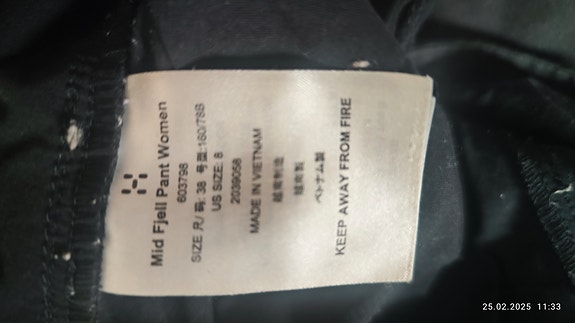 Mid Fjell Pant Women
603798
SIZE 尺/ 码: 38 号型:160/78B
US SIZE: 8
2039058
MADE IN VIETNAM
越南制造
越南製
ベトナム製
KEEP AWAY FROM FIRE
25.02.2025 11:33